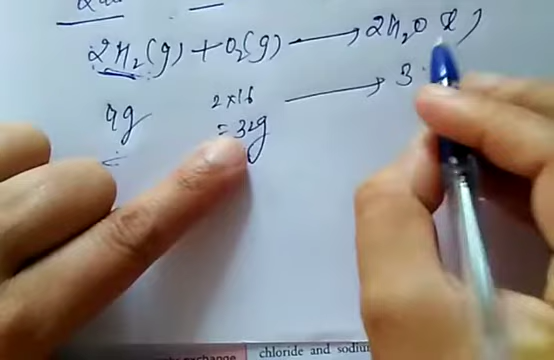 2H₂(g) + O₂(g) ⟶ 2H₂O(l)
4g 2×16 ⟶ 3
= 32g
chloride and sodiu